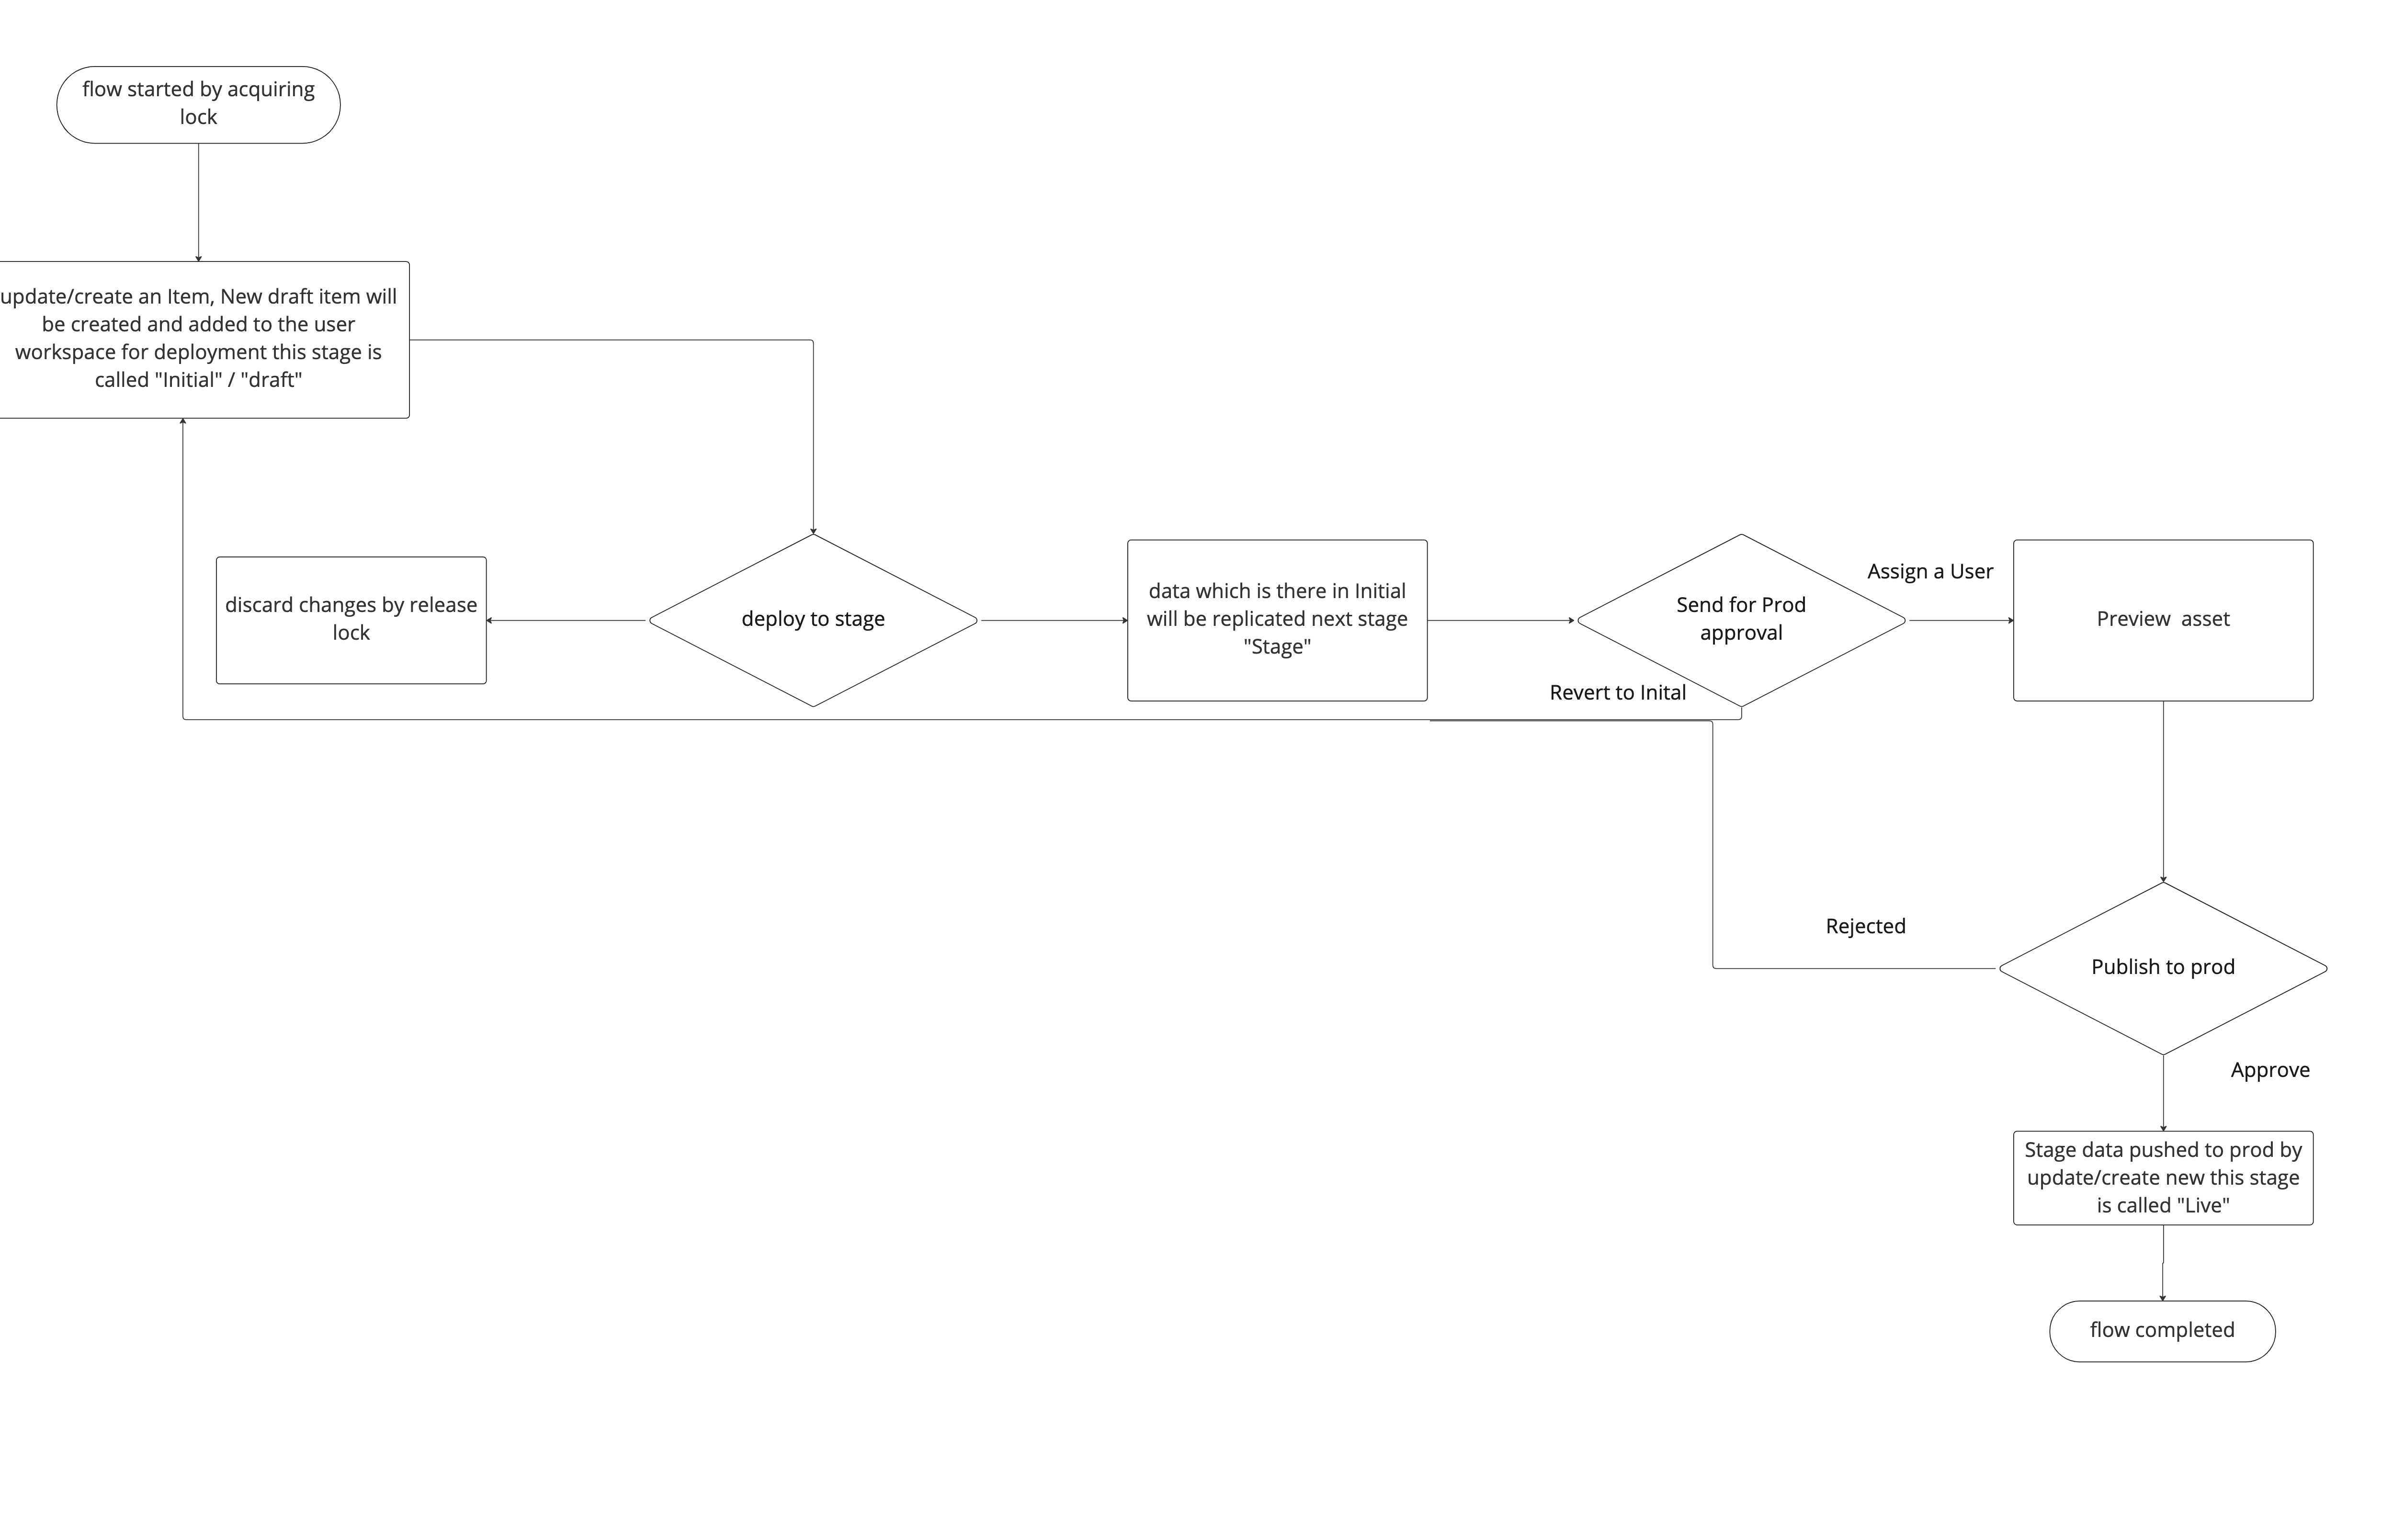 flow started by acquiring
lock
update/create an Item, New draft item will
be created and added to the user
workspace for deployment this stage is
called "Initial" / "draft"
discard changes by release
lock
deploy to stage
data which is there in Initial
will be replicated next stage
"Stage"
Send for Prod
approval
Assign a User
Preview  asset
Revert to Inital
Rejected
Publish to prod
Approve
Stage data pushed to prod by
update/create new this stage
is called "Live"
flow completed